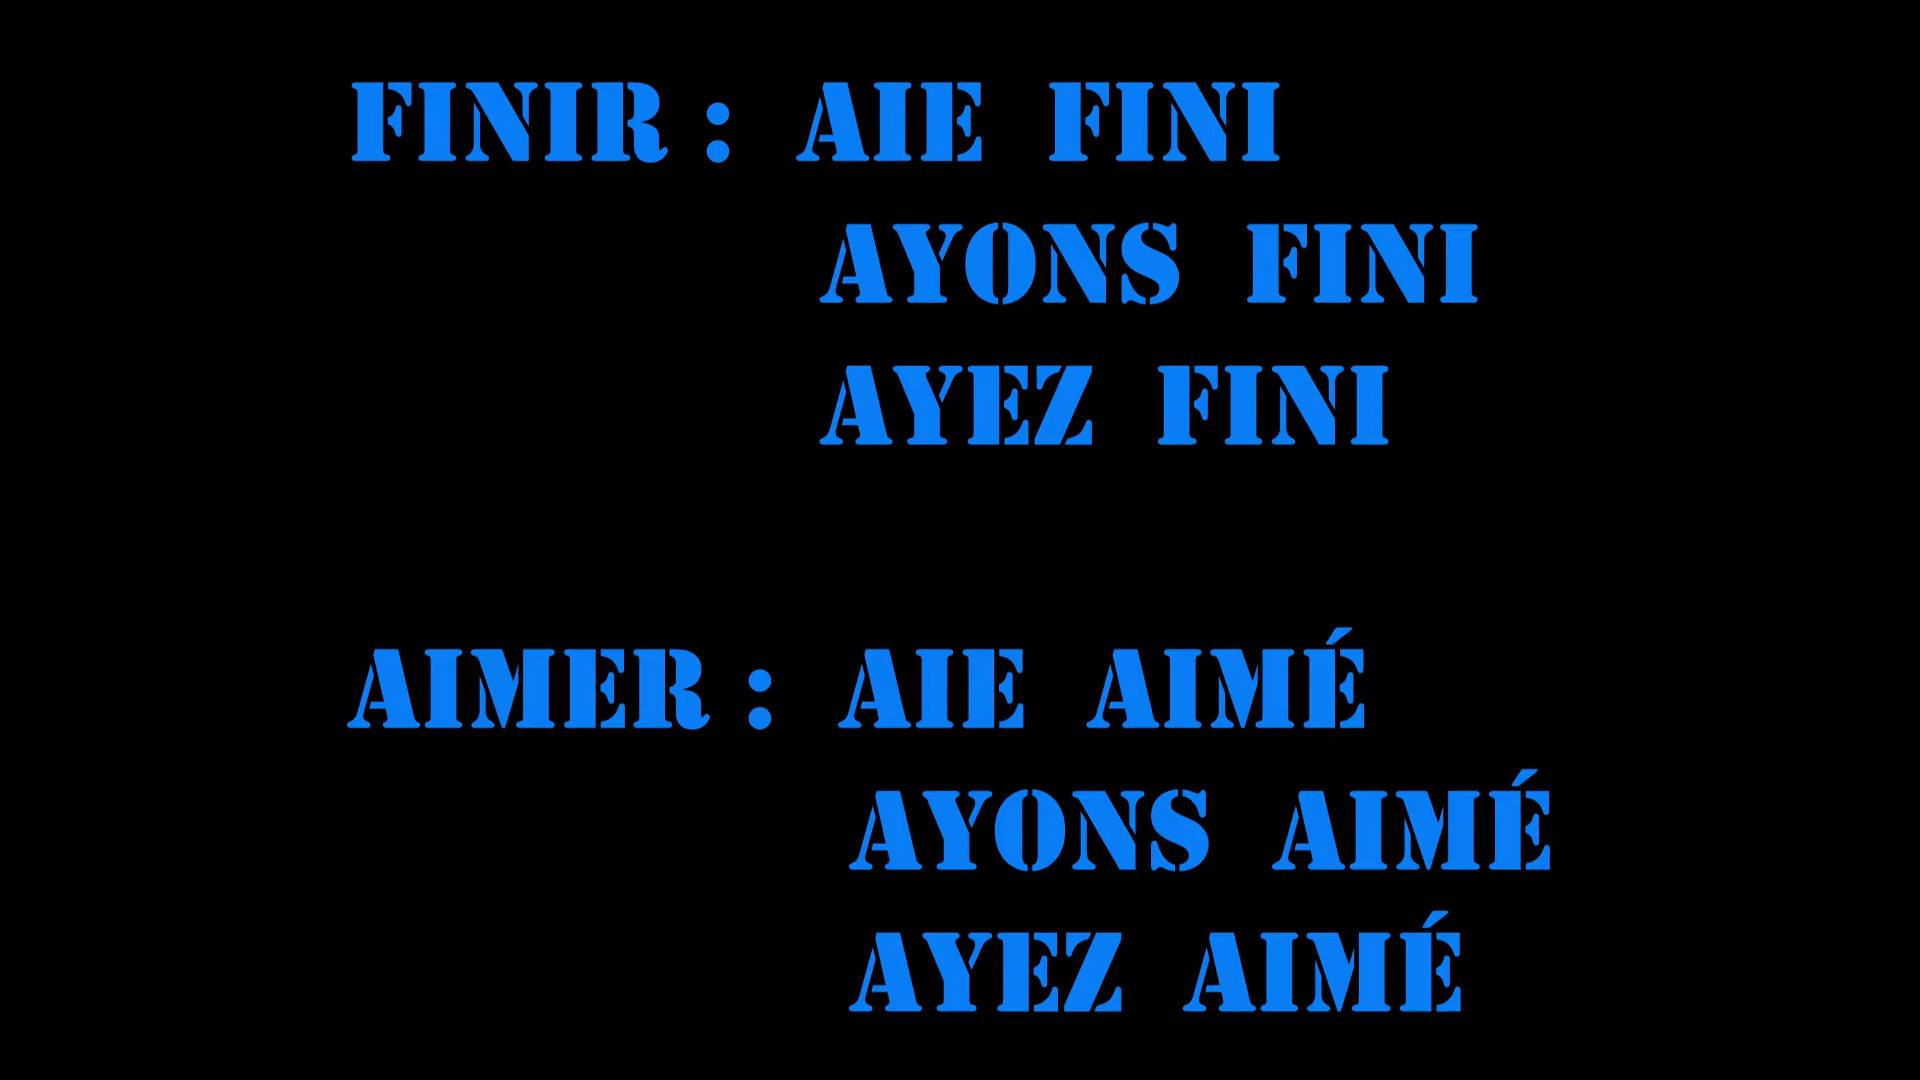 FINIR : AIE FINI
AYONS FINI
AYEZ FINI
AIMER : AIE AIMÉ
AYONS AIMÉ
AYEZ AIMÉ